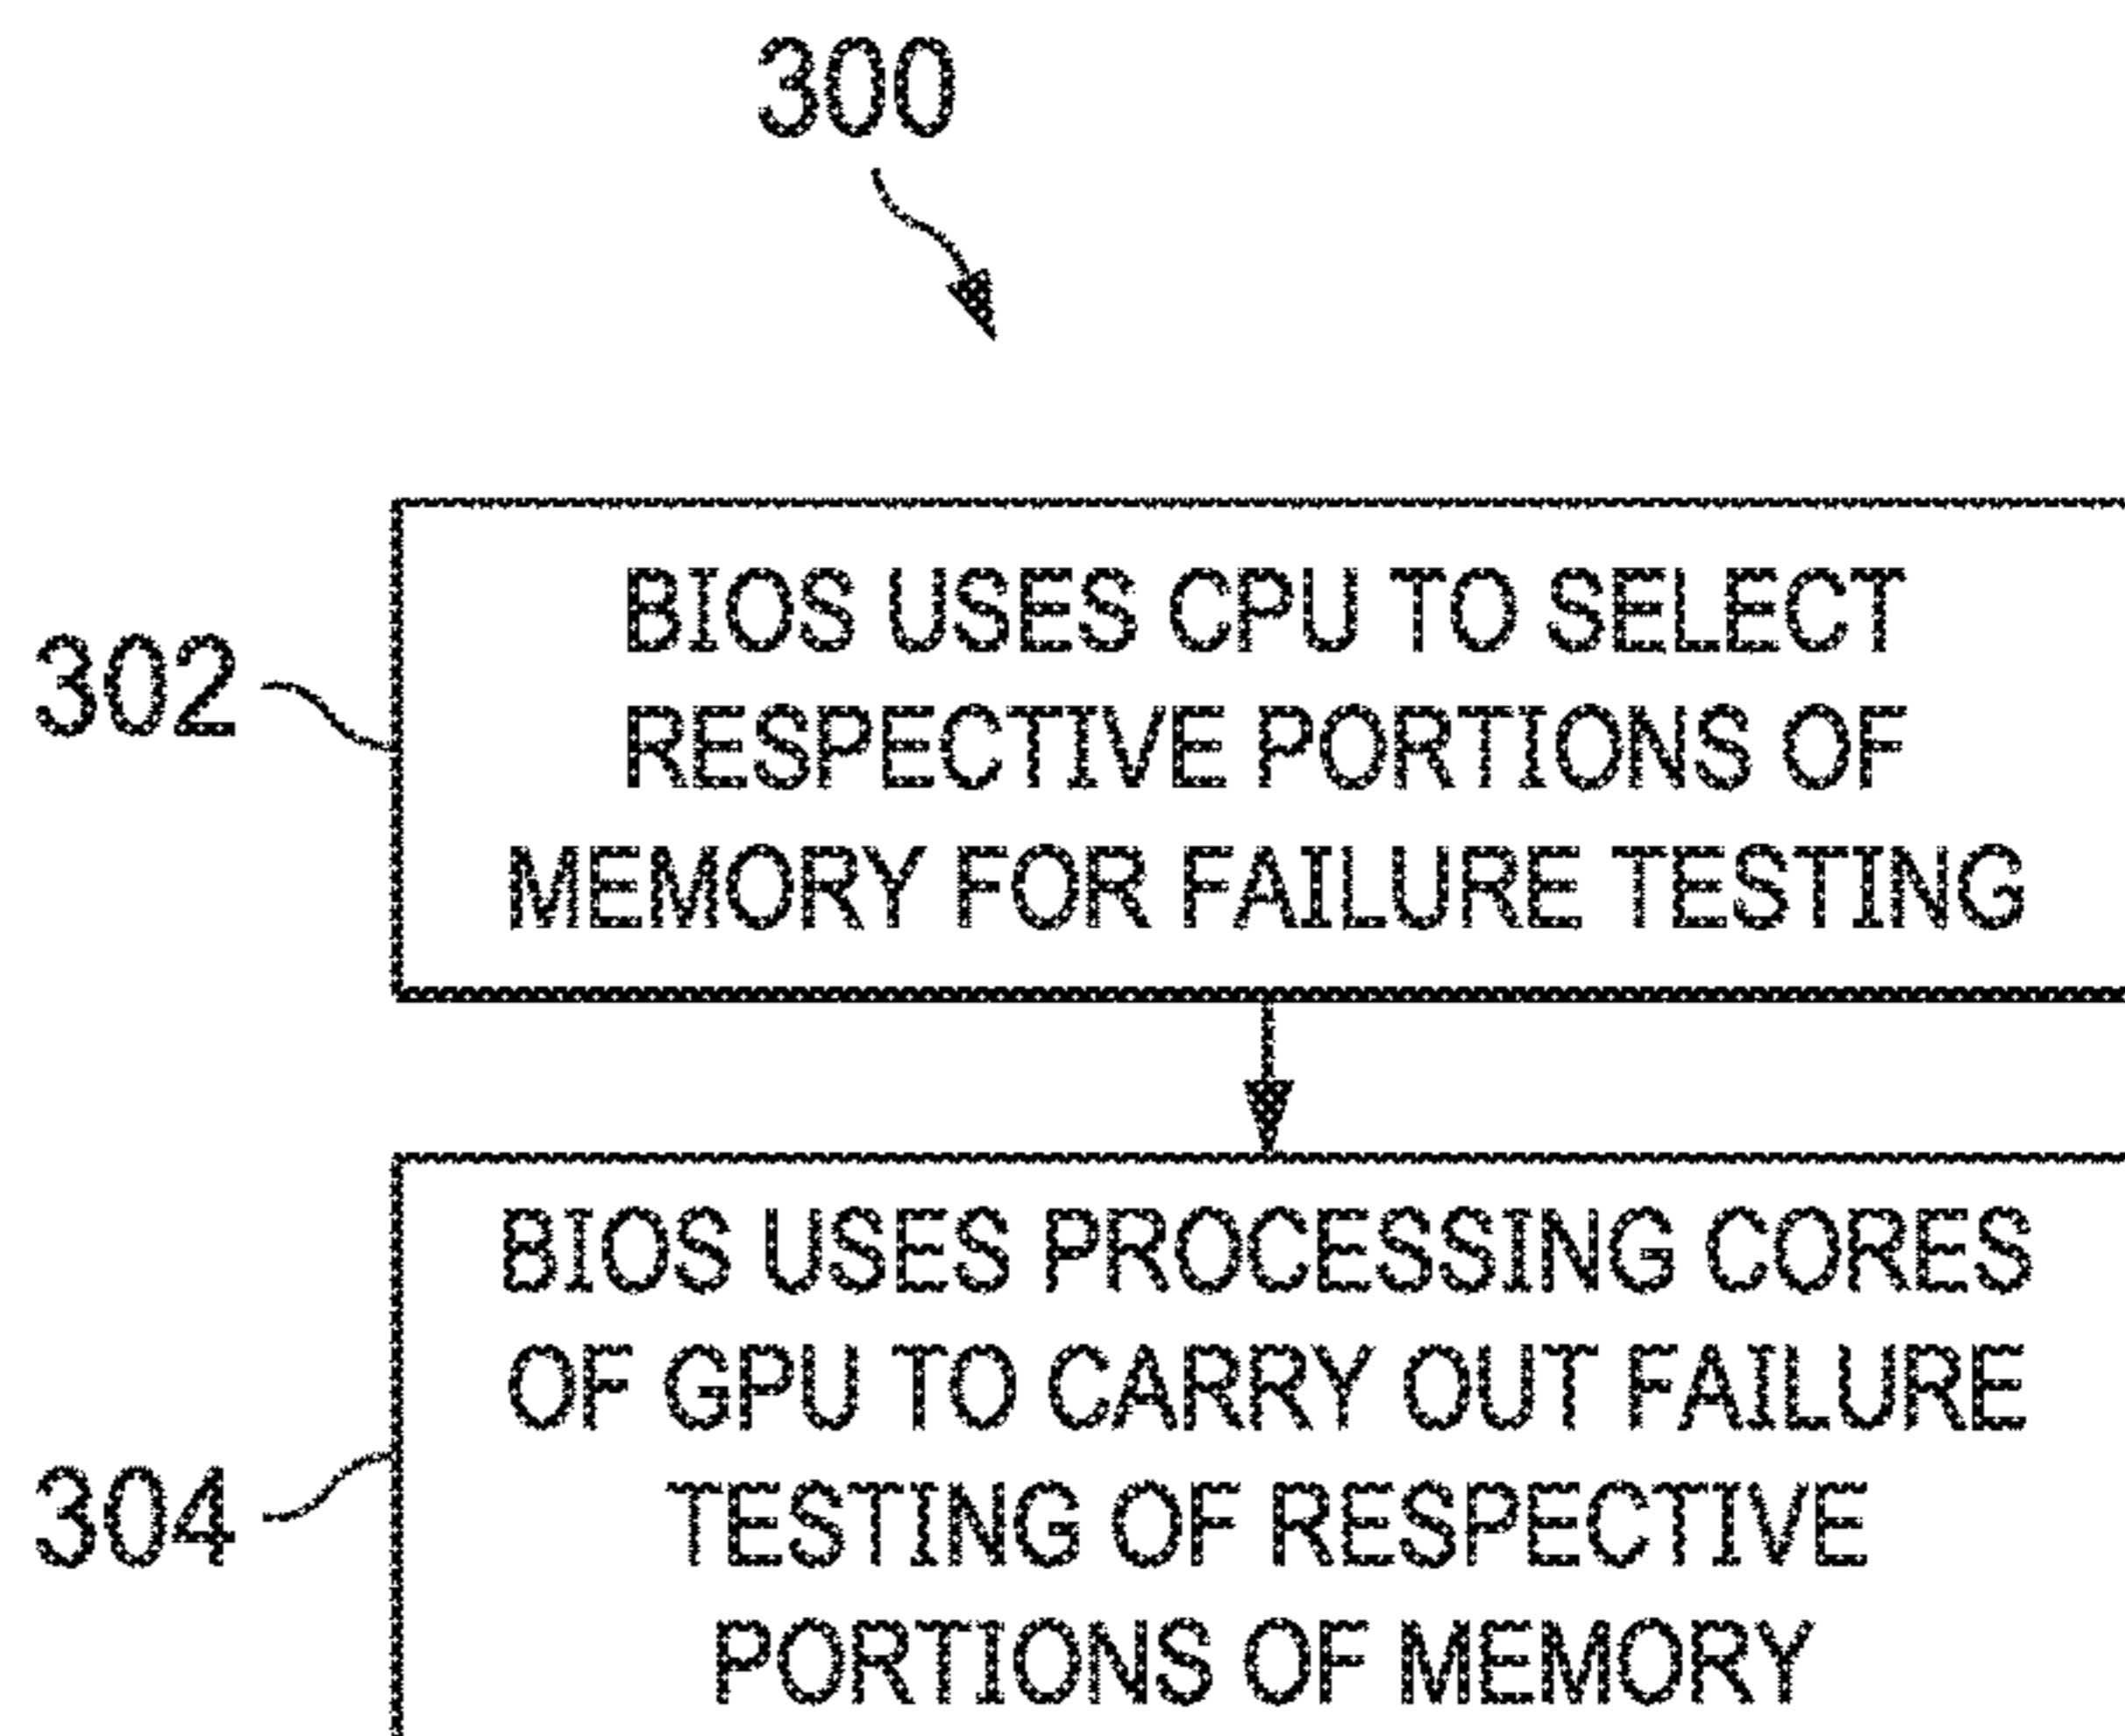 300
302
BIOS USES CPU TO SELECT
RESPECTIVE PORTIONS OF
MEMORY FOR FAILURE TESTING
304
BIOS USES PROCESSING CORES
OF GPU TO CARRY OUT FAILURE
TESTING OF RESPECTIVE
PORTIONS OF MEMORY